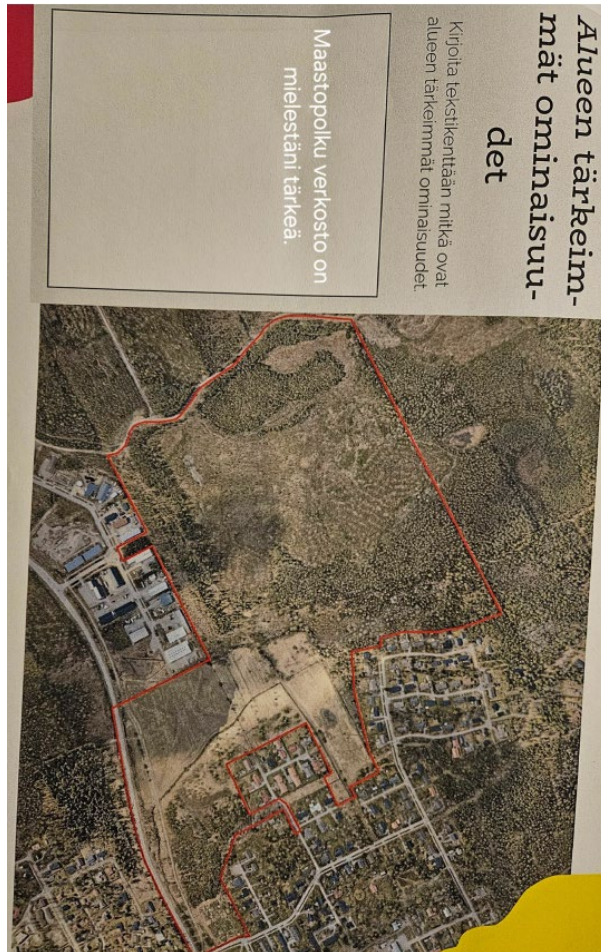 Alueen tärkeim-
mät ominaisuu-
det
Kirjoita tekstikenttään mitkä ovat
alueen tärkeimmät ominaisuudet.
Maastopolku verkosto on
mielestäni tärkeä.